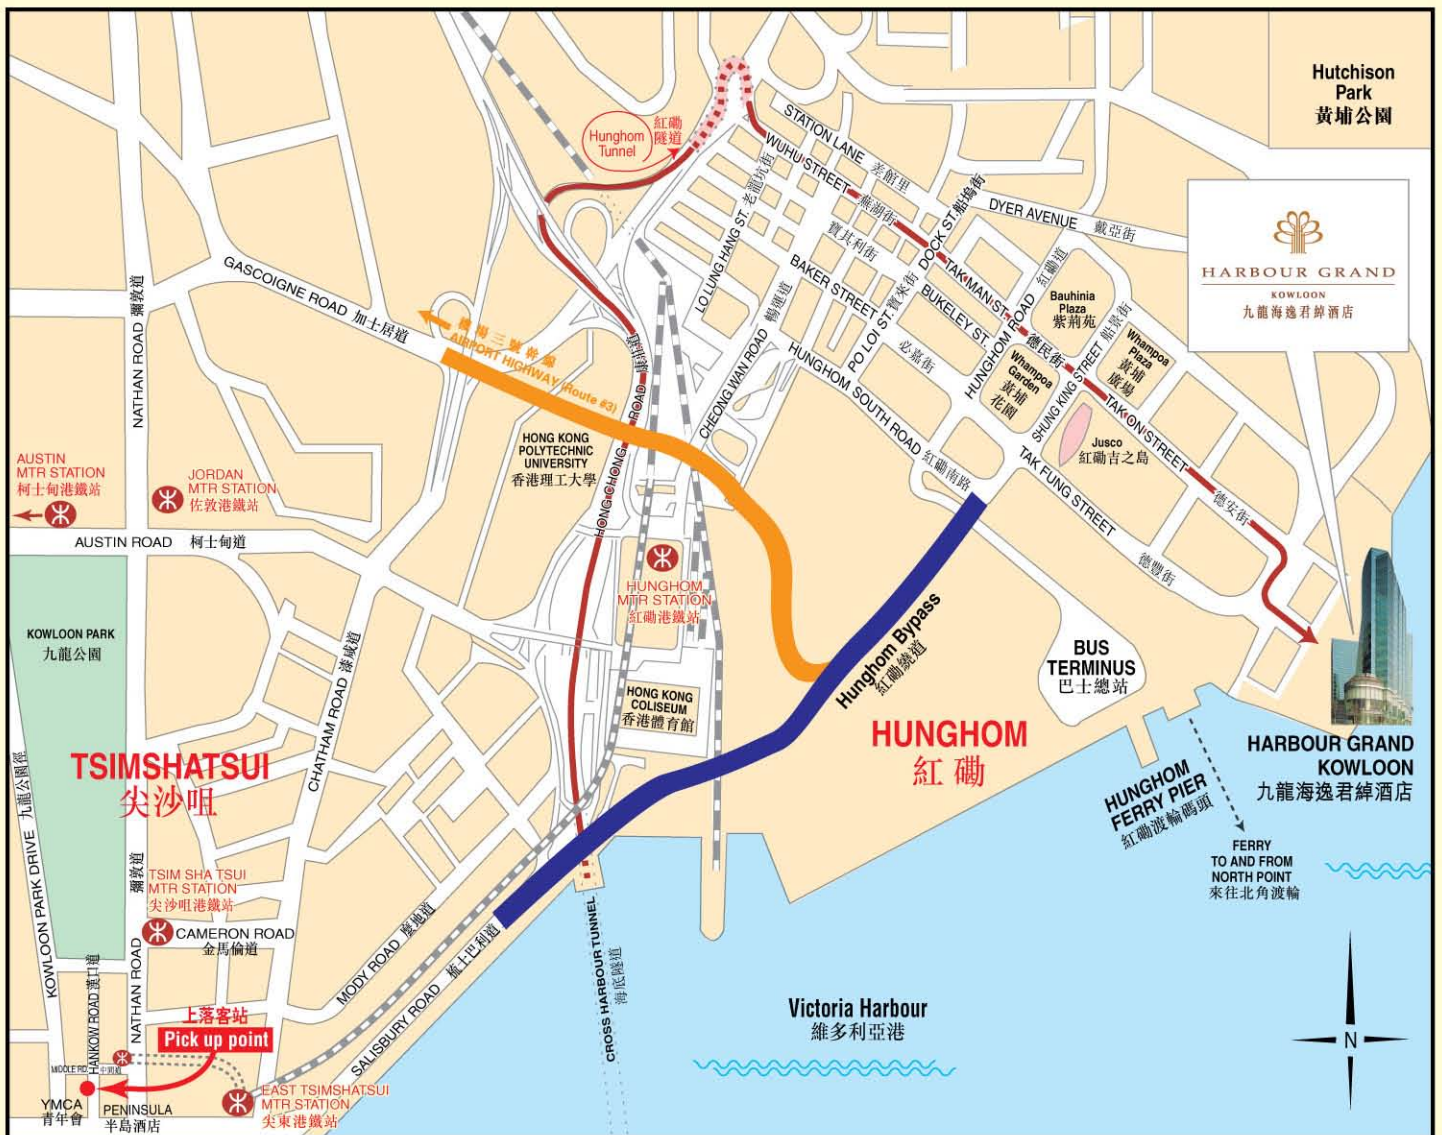 Hutchison
Park
黃埔公園
Hunghom
Tunnel
紅磡
隧道
STATION LANE 差館里
WUHU STREET 蕪湖街
LO LUNG HANG ST. 老龍坑街
DOCK ST. 船塢街
DYER AVENUE 戴亞街
寶其利街
BAKER STREET
BUKELEY ST.
必嘉街
PO LOI ST. 寶來街
TAK MAN ST.
德民街
HUNGHOM ROAD 紅磡道
Bauhinia
Plaza
紫荊苑
Whampoa
Plaza
黃埔
廣場
Whampoa
Garden
黃埔
花園
SHUNG KING STREET 船景街
TAK ON STREET
德安街
Jusco
紅磡吉之島
TAK FUNG STREET
德豐街
HUNGHOM SOUTH ROAD 紅磡南路
CHEONG WAN ROAD 暢運道
HARBOUR GRAND
KOWLOON
九龍海逸君綽酒店
GASCOIGNE ROAD 加士居道
機場三號幹線
AIRPORT HIGHWAY (Route #3)
NATHAN ROAD 彌敦道
HONG CHONG ROAD 康莊道
HONG KONG
POLYTECHNIC
UNIVERSITY
香港理工大學
AUSTIN
MTR STATION
柯士甸港鐵站
JORDAN
MTR STATION
佐敦港鐵站
AUSTIN ROAD 柯士甸道
HUNGHOM
MTR STATION
紅磡港鐵站
KOWLOON PARK
九龍公園
CHATHAM ROAD 漆咸道
HONG KONG
COLISEUM
香港體育館
Hunghom Bypass
紅磡繞道
BUS
TERMINUS
巴士總站
HUNGHOM
紅磡
TSIMSHATSUI
尖沙咀
HARBOUR GRAND
KOWLOON
九龍海逸君綽酒店
HUNGHOM
FERRY PIER
紅磡渡輪碼頭
FERRY
TO AND FROM
NORTH POINT
來往北角渡輪
KOWLOON PARK DRIVE 九龍公園徑
彌敦道
TSIM SHA TSUI
MTR STATION
尖沙咀港鐵站
CAMERON ROAD
金馬倫道
NATHAN ROAD
HANKOW ROAD 漢口道
MODY ROAD 麼地道
SALISBURY ROAD 梳士巴利道
CROSS HARBOUR TUNNEL
海底隧道
Victoria Harbour
維多利亞港
N
上落客站
Pick up point
MIDDLE RD. 中間道
YMCA
青年會
PENINSULA
半島酒店
EAST TSIMSHATSUI
MTR STATION
尖東港鐵站